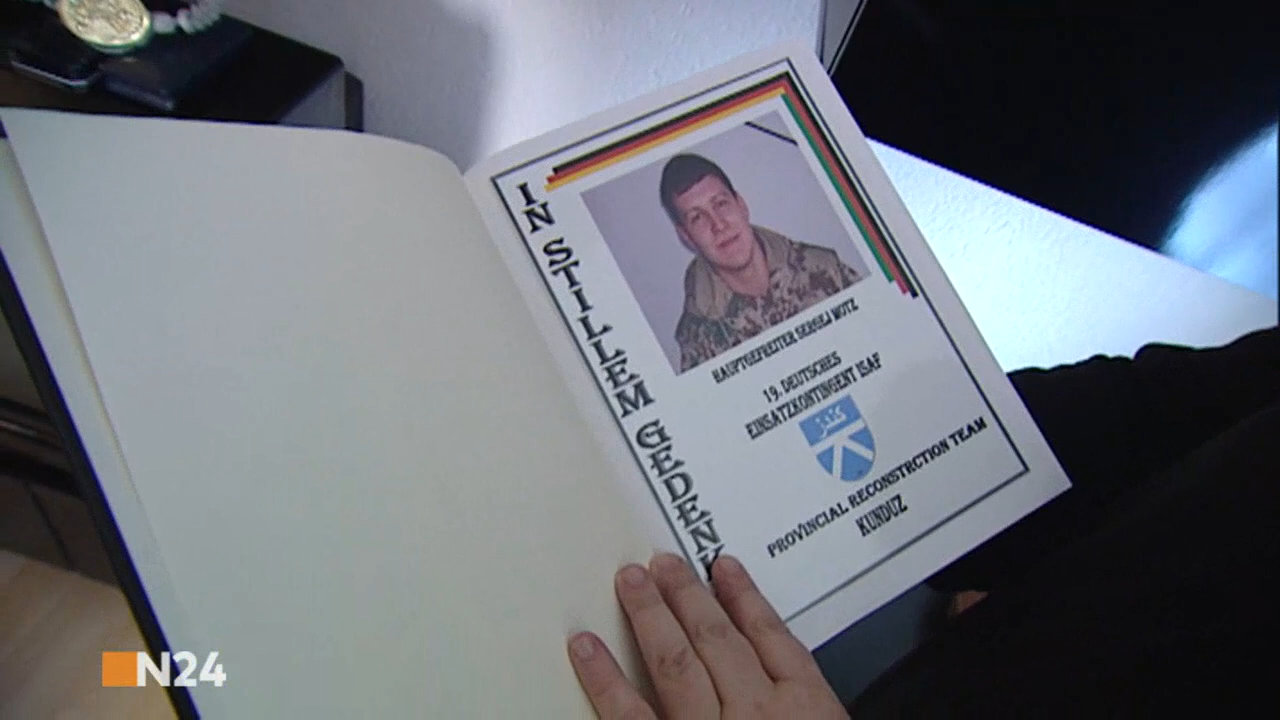 IN STILLEM GEDENK
HAUPTGEFREITER SERGEJ MOTZ
19. DEUTSCHES
EINSATZKONTINGENT ISAF
PROVINCIAL RECONSTRCTION TEAM
KUNDUZ
N24